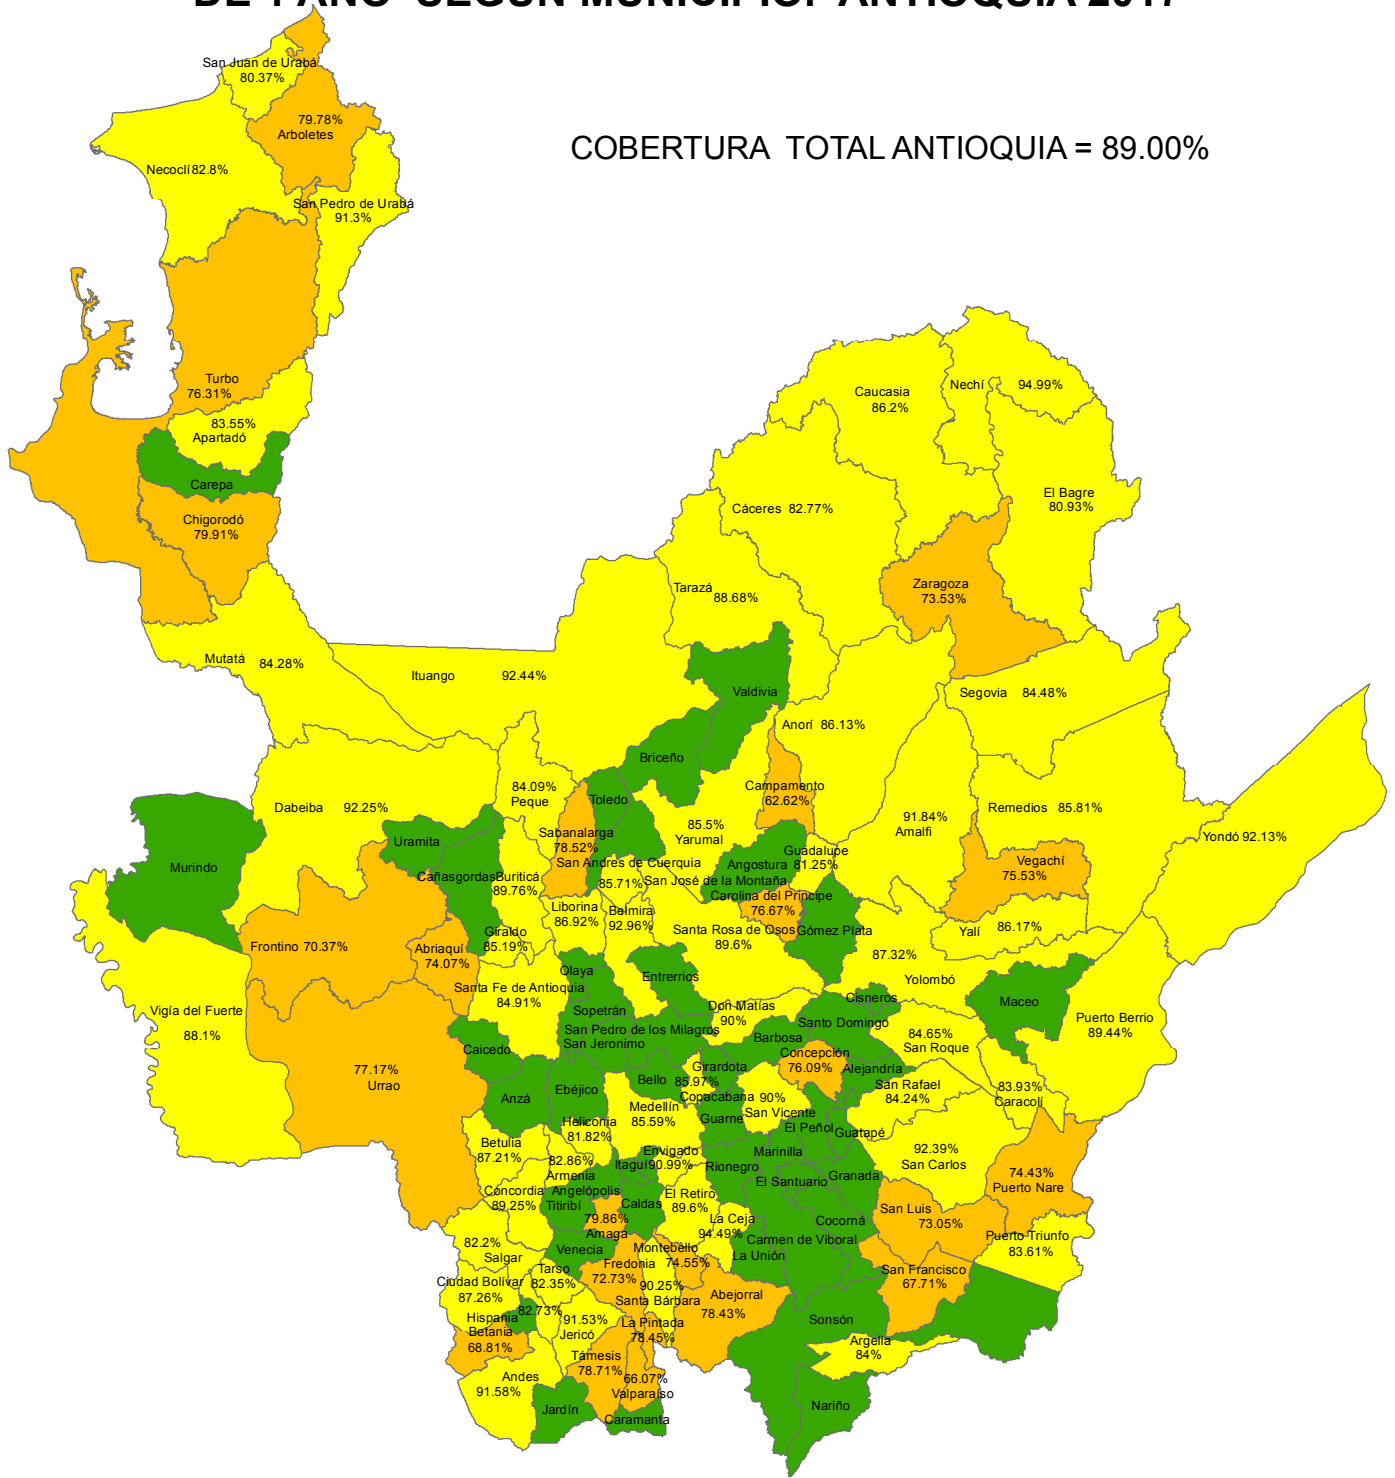 DE 1 AÑO SEGÚN MUNICIPIO. ANTIOQUIA 2017
COBERTURA TOTAL ANTIOQUIA = 89.00%
San Juan de Urabá
80.37%
79.78%
Arboletes
Necoclí 82.8%
San Pedro de Urabá
91.3%
Turbo
76.31%
83.55%
Apartadó
Carepa
Chigorodó
79.91%
Caucasia
86.2%
Nechí 94.99%
El Bagre
80.93%
Cáceres 82.77%
Zaragoza
73.53%
Tarazá 88.68%
Mutatá 84.28%
Ituango 92.44%
Valdivia
Segovia 84.48%
Anorí 86.13%
Briceño
Dabeiba 92.25%
84.09%
Peque
Toledo
Campamento
62.62%
85.5%
Yarumal
91.84%
Amalfi
Remedios 85.81%
Yondó 92.13%
Murindo
Uramita
Sabanalarga
78.52%
San Andres de Cuerquia
85.71%
Angostura
Guadalupe
81.25%
Vegachí
75.53%
Cañasgordas
Buriticá
89.76%
San José de la Montaña
Carolina del Principe
76.67%
Liborina
86.92%
Belmira
92.96%
Santa Rosa de Osos
89.6%
Gómez Plata
Yalí 86.17%
Frontino 70.37%
Abriaquí
74.07%
Giraldo
85.19%
87.32%
Yolombó
Olaya
Entrerrios
Santa Fe de Antioquia
84.91%
Maceo
Vigía del Fuerte
88.1%
Sopetrán
Don Matías
90%
Cisneros
Puerto Berrio
89.44%
San Pedro de los Milagros
San Jeronimo
Barbosa
Santo Domingo
84.65%
San Roque
Caicedo
Concepción
76.09%
Alejandría
77.17%
Urrao
Girardota
Bello
85.97%
Copacabana
San Rafael
84.24%
83.93%
Caracolí
Anzá
Ebéjico
90%
San Vicente
Medellín
85.59%
Guarne
Heliconia
81.82%
El Peñol
Guatapé
Betulia
87.21%
Envigado
90.99%
Itaguí
Marinilla
92.39%
San Carlos
82.86%
Armenia
Rionegro
El Santuario
Granada
74.43%
Puerto Nare
Concordia
89.25%
Angelópolis
Titiribí
Caldas
El Retiro
89.6%
San Luis
73.05%
79.86%
Amaga
La Ceja
94.49%
Cocorná
82.2%
Salgar
Venecia
Montebello
74.55%
Carmen de Viboral
La Unión
Puerto Triunfo
83.61%
Fredonia
72.73%
Tarso
82.35%
San Francisco
67.71%
Ciudad Bolívar
87.26%
90.25%
Santa Bárbara
Abejorral
78.43%
82.73%
Hispania
Betania
68.81%
91.53%
Jericó
La Pintada
78.45%
Sonsón
Argelia
84%
Támesis
78.71%
Andes
91.58%
66.07%
Valparaiso
Jardín
Caramanta
Nariño